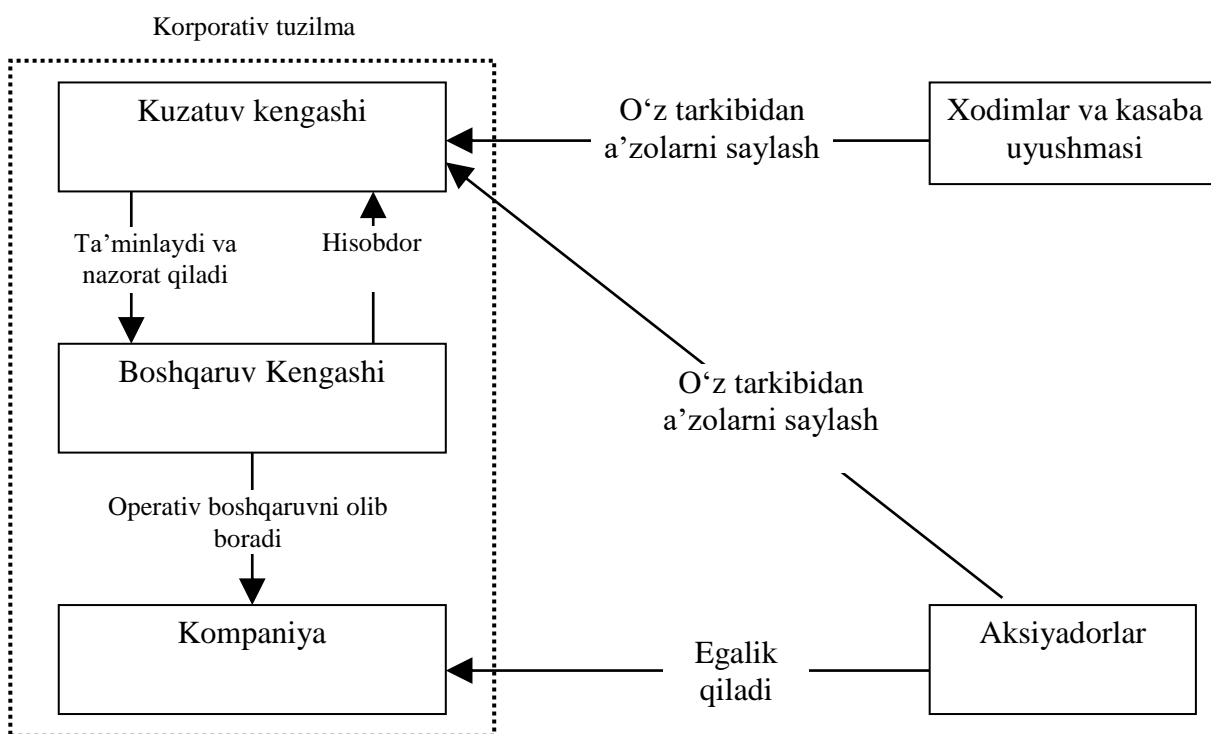 Korporativ tuzilma
Kuzatuv kengashi
O‘z tarkibidan
a’zolarni saylash
Xodimlar va kasaba
uyushmasi
Ta’minlaydi va
nazorat qiladi
Hisobdor
Boshqaruv Kengashi
O‘z tarkibidan
a’zolarni saylash
Operativ boshqaruvni olib
boradi
Kompaniya
Egalik
qiladi
Aksiyadorlar